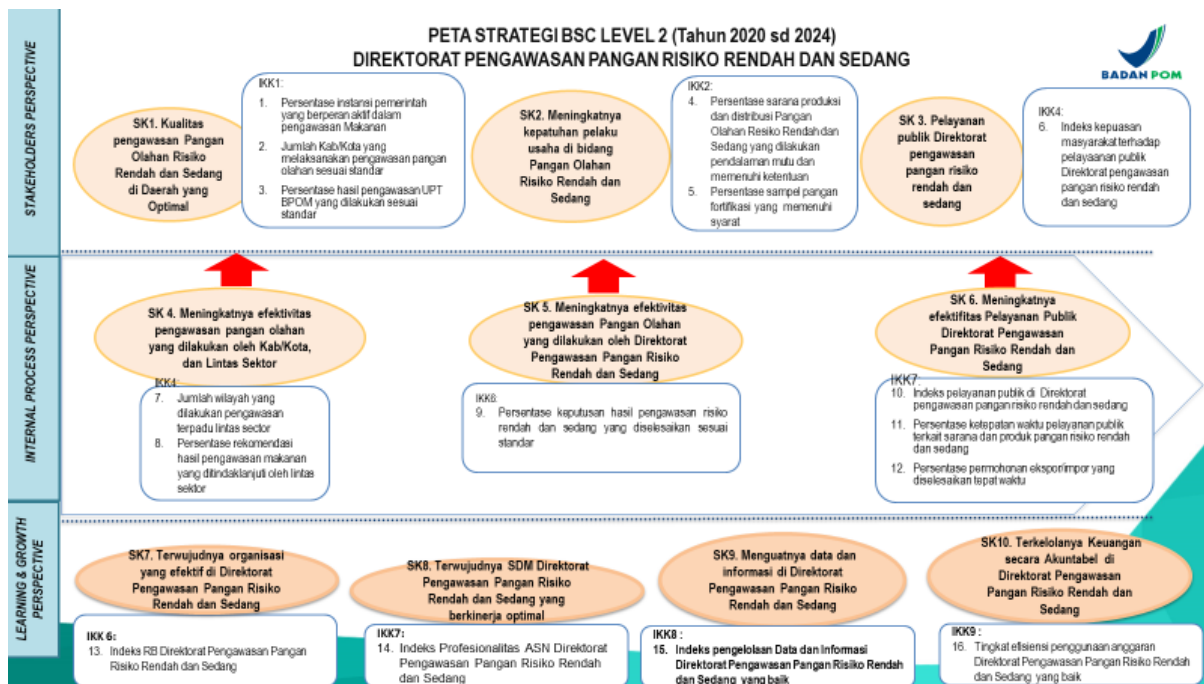 PETA STRATEGI BSC LEVEL 2 (Tahun 2020 sd 2024)
DIREKTORAT PENGAWASAN PANGAN RISIKO RENDAH DAN SEDANG
BADAN POM
STAKEHOLDERS PERSPECTIVE
SK1. Kualitas
pengawasan Pangan
Olahan Risiko
Rendah dan Sedang
di Daerah yang
Optimal
IKK1:
1. Persentase instansi pemerintah
yang berperan aktif dalam
pengawasan Makanan
2. Jumlah Kab/Kota yang
melaksanakan pengawasan pangan
olahan sesuai standar
3. Persentase hasil pengawasan UPT
BPOM yang dilakukan sesuai
standar
SK2. Meningkatnya
kepatuhan pelaku
usaha di bidang
Pangan Olahan
Risiko Rendah dan
Sedang
IKK2:
4. Persentase sarana produksi
dan distribusi Pangan
Olahan Resiko Rendah dan
Sedang yang dilakukan
pendalaman mutu dan
memenuhi ketentuan
5. Persentase sampel pangan
fortifikasi yang memenuhi
syarat
SK 3. Pelayanan
publik Direktorat
pengawasan
pangan risiko
rendah dan
sedang
IKK4:
6. Indeks kepuasan
masyarakat terhadap
pelayaanan publik
Direktorat pengawasan
pangan risiko rendah
dan sedang
INTERNAL PROCESS PERSPECTIVE
SK 4. Meningkatnya efektivitas
pengawasan pangan olahan
yang dilakukan oleh Kab/Kota,
dan Lintas Sektor
IKK4:
7. Jumlah wilayah yang
dilakukan pengawasan
terpadu lintas sector
8. Persentase rekomendasi
hasil pengawasan makanan
yang ditindaklanjuti oleh lintas
sektor
SK 5. Meningkatnya efektivitas
pengawasan Pangan Olahan
yang dilakukan oleh Direktorat
Pengawasan Pangan Risiko
Rendah dan Sedang
IKK6:
9. Persentase keputusan hasil pengawasan risiko
rendah dan sedang yang diselesaikan sesuai
standar
SK 6. Meningkatnya
efektifitas Pelayanan Publik
Direktorat Pengawasan
Pangan Risiko Rendah dan
Sedang
IKK7:
10. Indeks pelayanan publik di Direktorat
pengawasan pangan risiko rendah dan sedang
11. Persentase ketepatan waktu pelayanan publik
terkait sarana dan produk pangan risiko rendah
dan sedang
12. Persentase permohonan ekspor/impor yang
diselesaikan tepat waktu
LEARNING & GROWTH
PERSPECTIVE
SK7. Terwujudnya organisasi
yang efektif di Direktorat
Pengawasan Pangan Risiko
Rendah dan Sedang
IKK 6:
13. Indeks RB Direktorat Pengawasan Pangan
Risiko Rendah dan Sedang
SK8. Terwujudnya SDM Direktorat
Pengawasan Pangan Risiko
Rendah dan Sedang yang
berkinerja optimal
IKK7:
14. Indeks Profesionalitas ASN Direktorat
Pengawasan Pangan Risiko Rendah
dan Sedang
SK9. Menguatnya data dan
informasi di Direktorat
Pengawasan Pangan Risiko
Rendah dan Sedang
IKK8 :
15. Indeks pengelolaan Data dan Informasi
Direktorat Pengawasan Pangan Risiko Rendah
dan Sedang yang baik
SK10. Terkelolanya Keuangan
secara Akuntabel di
Direktorat Pengawasan
Pangan Risiko Rendah dan
Sedang
IKK9 :
16. Tingkat efisiensi penggunaan anggaran
Direktorat Pengawasan Pangan Risiko Rendah
dan Sedang yang baik